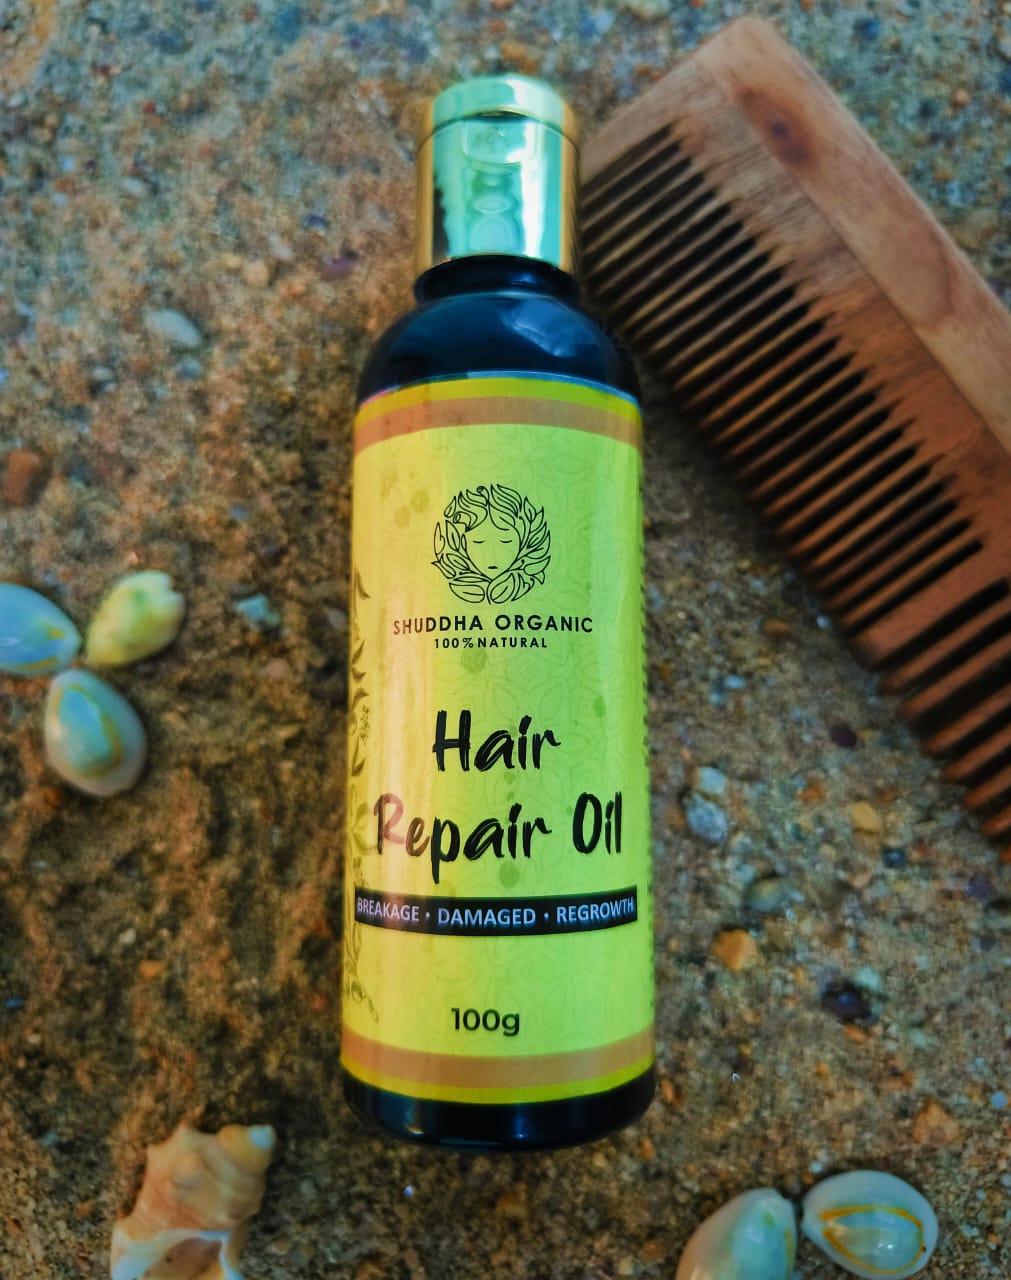 SHUDDHA ORGANIC
100% NATURAL
Hair
Repair Oil
BREAKAGE • DAMAGED • REGROWTH
100g